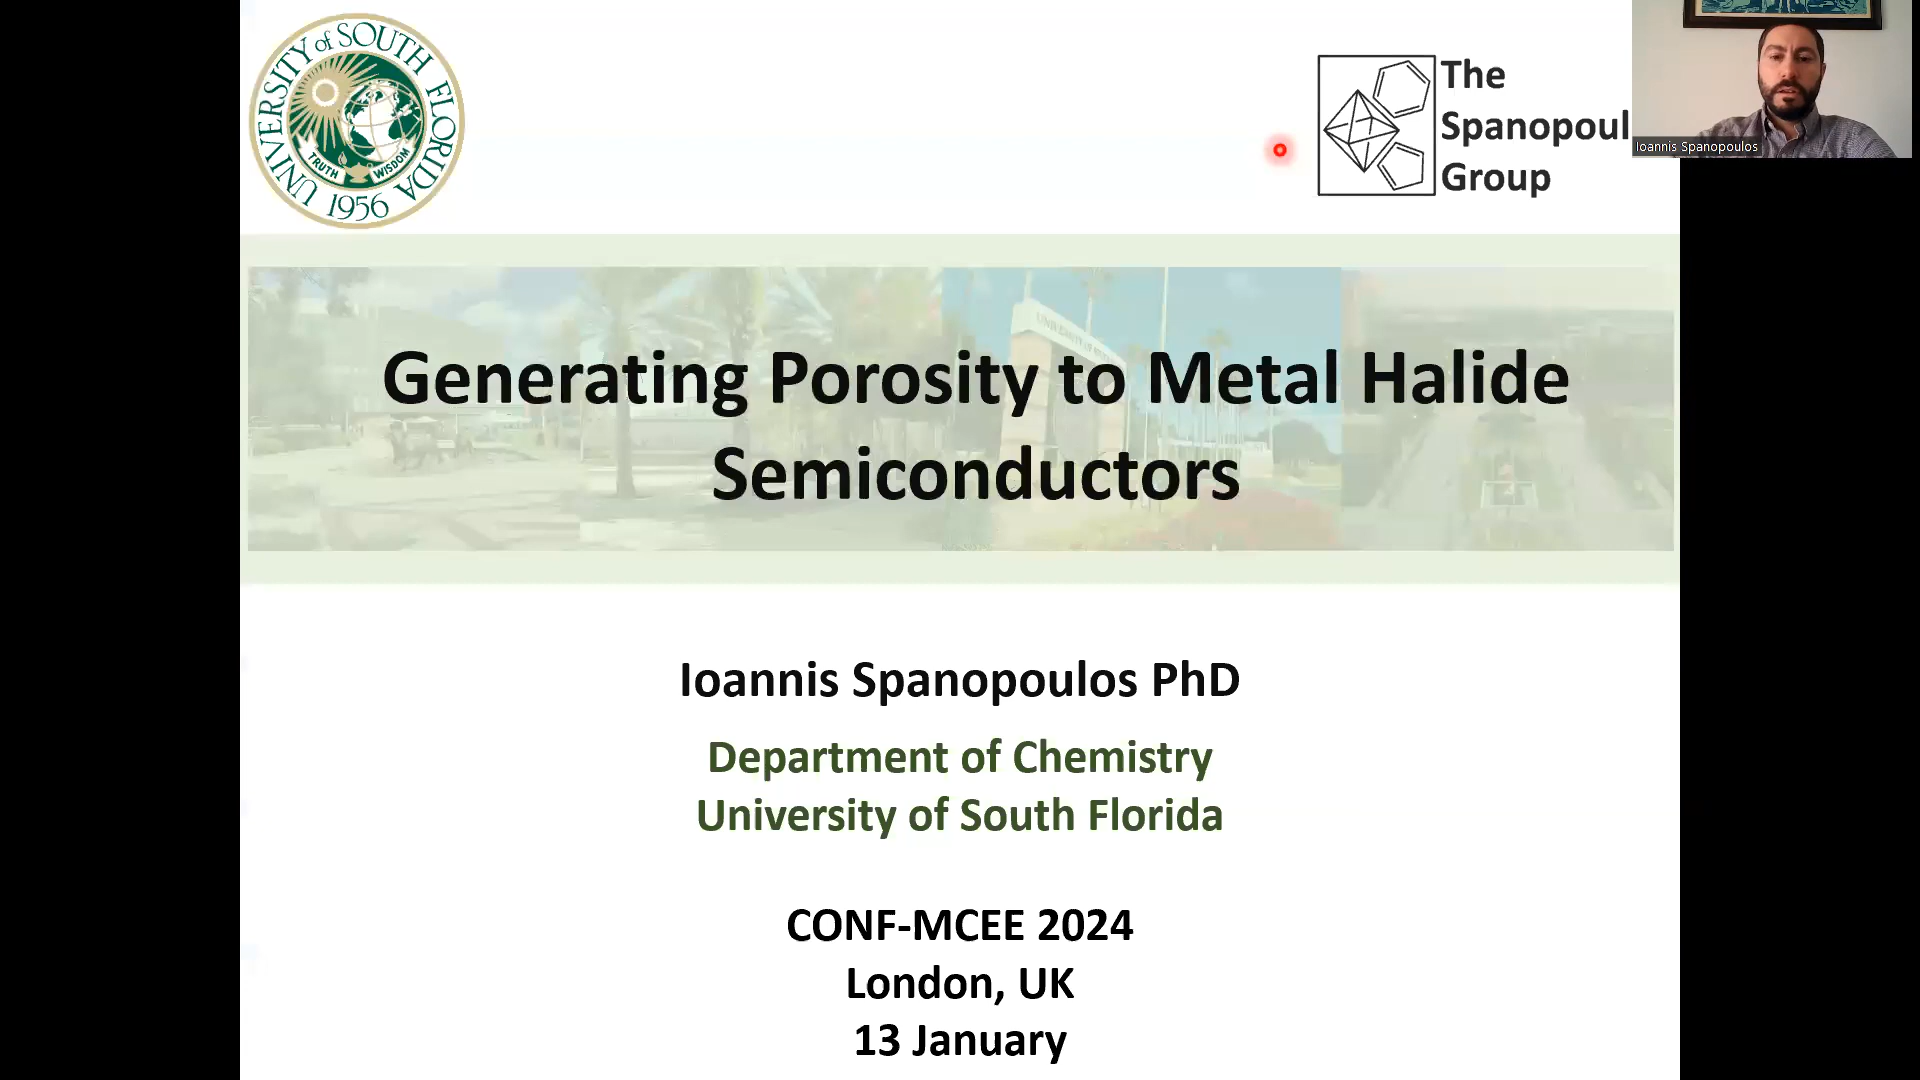 UNIVERSITY of SOUTH FLORIDA
TRUTH WISDOM
1956
The
Spanopoul
Group
Ioannis Spanopoulos
Generating Porosity to Metal Halide
Semiconductors
Ioannis Spanopoulos PhD
Department of Chemistry
University of South Florida
CONF-MCEE 2024
London, UK
13 January